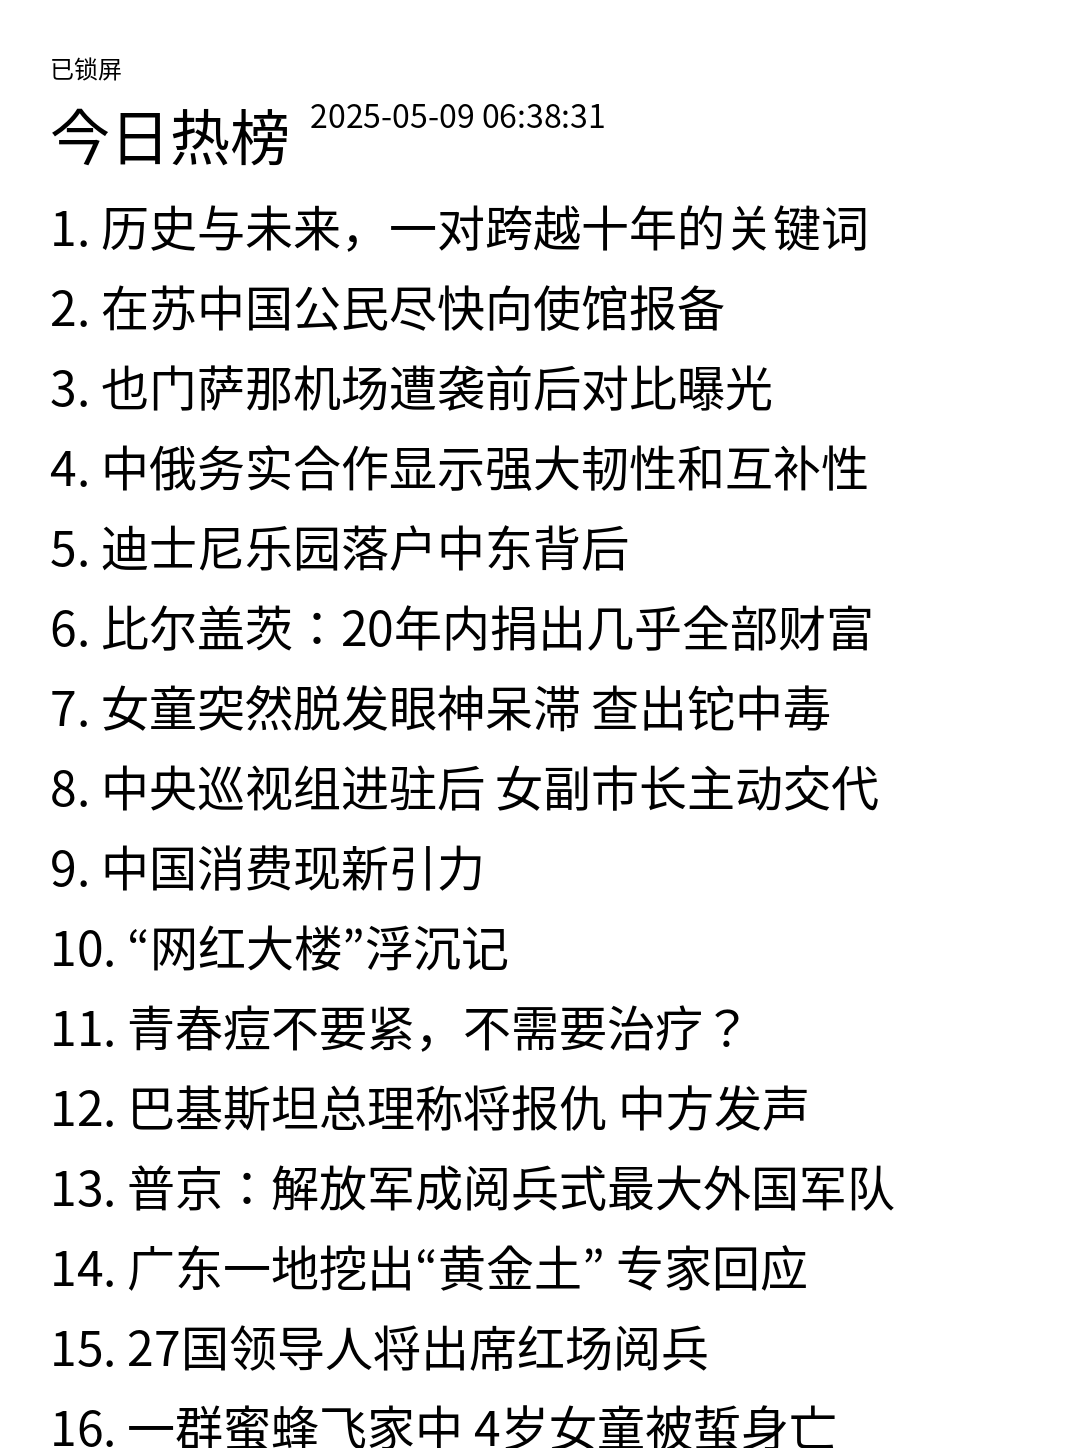 已锁屏
今日热榜 2025-05-09 06:38:31
1. 历史与未来，一对跨越十年的关键词
2. 在苏中国公民尽快向使馆报备
3. 也门萨那机场遭袭前后对比曝光
4. 中俄务实合作显示强大韧性和互补性
5. 迪士尼乐园落户中东背后
6. 比尔盖茨：20年内捐出几乎全部财富
7. 女童突然脱发眼神呆滞 查出铊中毒
8. 中央巡视组进驻后 女副市长主动交代
9. 中国消费现新引力
10. “网红大楼”浮沉记
11. 青春痘不要紧，不需要治疗？
12. 巴基斯坦总理称将报仇 中方发声
13. 普京：解放军成阅兵式最大外国军队
14. 广东一地挖出“黄金土” 专家回应
15. 27国领导人将出席红场阅兵
16. 一群蜜蜂飞家中 4岁女童被蜇身亡